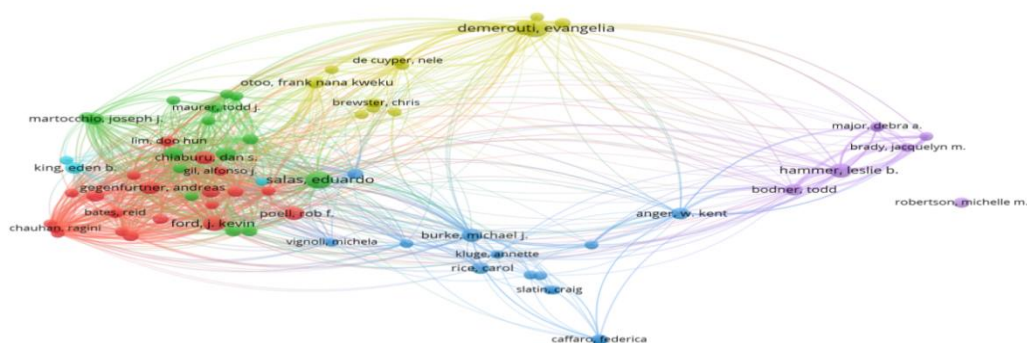 demerouti, evangelia
de cuyper, nele
otoo, frank nana kweku
brewster, chris
maurer, todd j.
martocchio, joseph j.
lim, doo hun
chiaburu, dan s.
king, eden b.
gil, alfonso j.
gegenfurtner, andreas
salas, eduardo
bates, reid
poell, rob f.
chauhan, ragini
ford, j. kevin
vignoli, michela
burke, michael j.
kluge, annette
rice, carol
slatin, craig
caffaro, federica
anger, w. kent
major, debra a.
brady, jacquelyn m.
hammer, leslie b.
bodner, todd
robertson, michelle m.